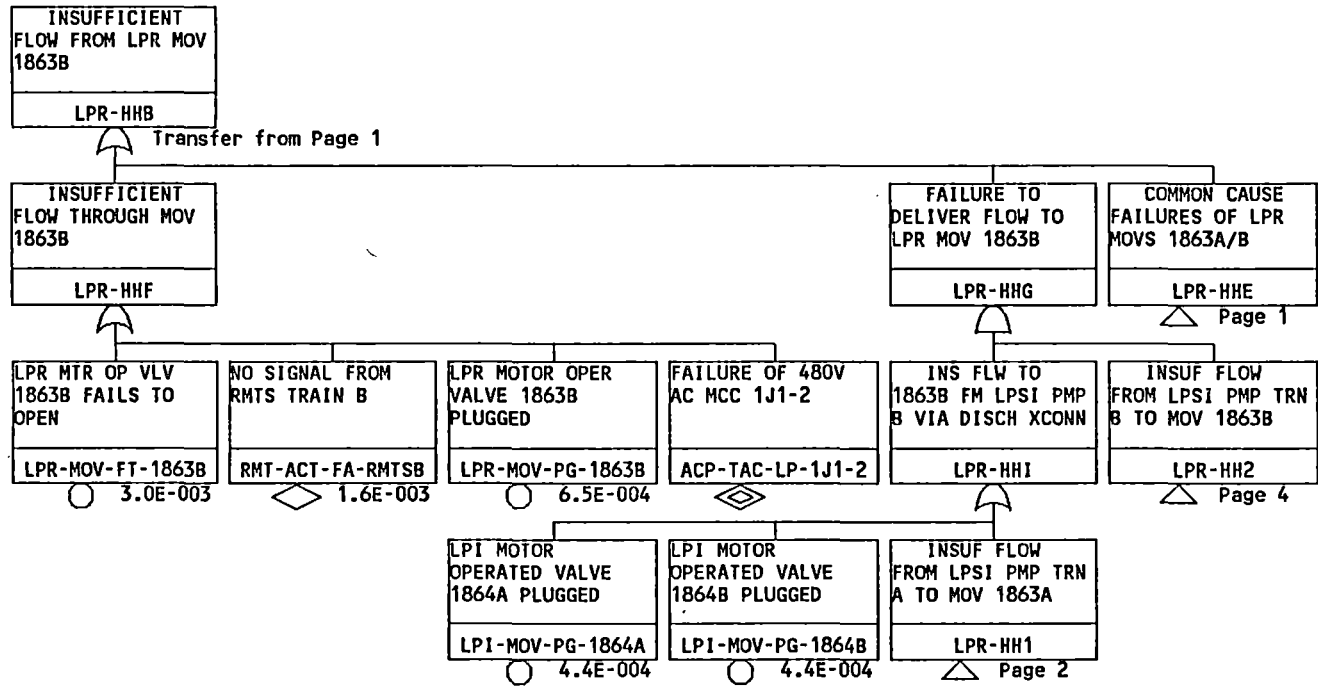 INSUFFICIENT
FLOW FROM LPR MOV
1863B
LPR-HHB
Transfer from Page 1
INSUFFICIENT
FLOW THROUGH MOV
1863B
LPR-HHF
FAILURE TO
DELIVER FLOW TO
LPR MOV 1863B
LPR-HHG
COMMON CAUSE
FAILURES OF LPR
MOVS 1863A/B
LPR-HHE
Page 1
LPR MTR OP VLV
1863B FAILS TO
OPEN
LPR-MOV-FT-1863B
3.0E-003
NO SIGNAL FROM
RMTS TRAIN B
RMT-ACT-FA-RMTSB
1.6E-003
LPR MOTOR OPER
VALVE 1863B
PLUGGED
LPR-MOV-PG-1863B
6.5E-004
FAILURE OF 480V
AC MCC 1J1-2
ACP-TAC-LP-1J1-2
INS FLW TO
1863B FM LPSI PMP
B VIA DISCH XCONN
LPR-HHI
INSUF FLOW
FROM LPSI PMP TRN
B TO MOV 1863B
LPR-HH2
Page 4
LPI MOTOR
OPERATED VALVE
1864A PLUGGED
LPI-MOV-PG-1864A
4.4E-004
LPI MOTOR
OPERATED VALVE
1864B PLUGGED
LPI-MOV-PG-1864B
4.4E-004
INSUF FLOW
FROM LPSI PMP TRN
A TO MOV 1863A
LPR-HH1
Page 2